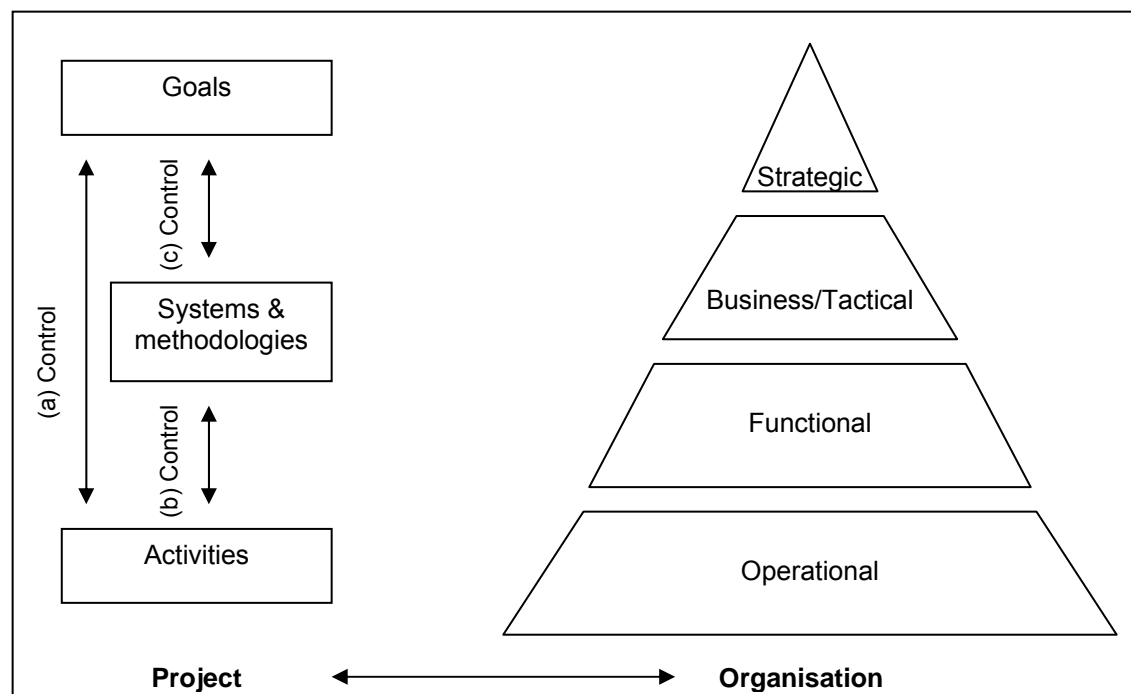 Goals
Strategic
(c) Control
(a) Control
Systems &
methodologies
Business/Tactical
Functional
(b) Control
Activities
Operational
Project
Organisation